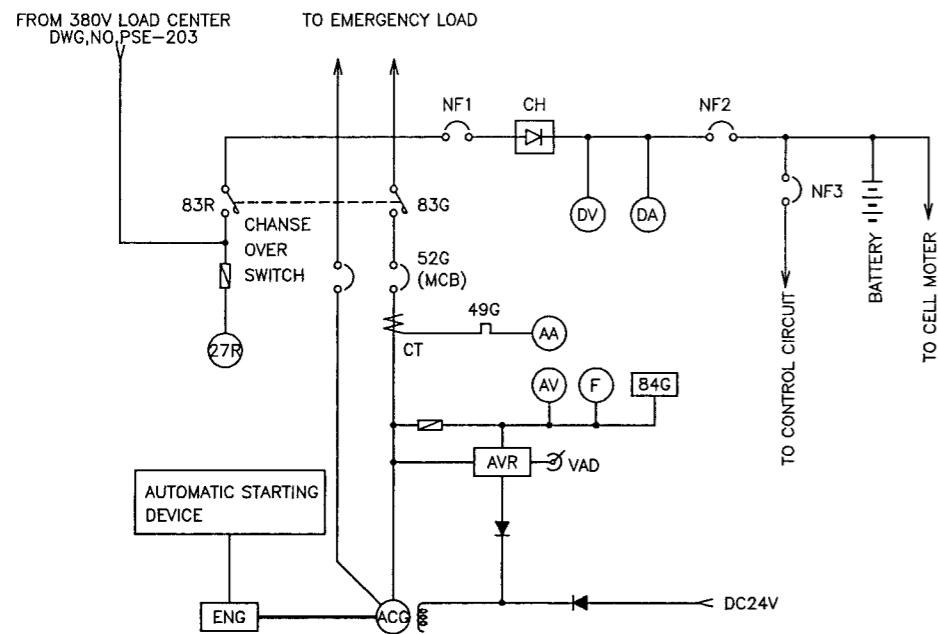 FROM 380V LOAD CENTER
DWG,NO,PSE-203
TO EMERGENCY LOAD
NF1
CH
NF2
83R
83G
CHANSE
OVER
SWITCH
DV
DA
NF3
52G
(MCB)
BATTERY
TO CELL MOTER
27R
49G
AA
CT
TO CONTROL CIRCUIT
AV
F
84G
AVR
VAD
AUTOMATIC STARTING
DEVICE
ENG
ACG
DC24V